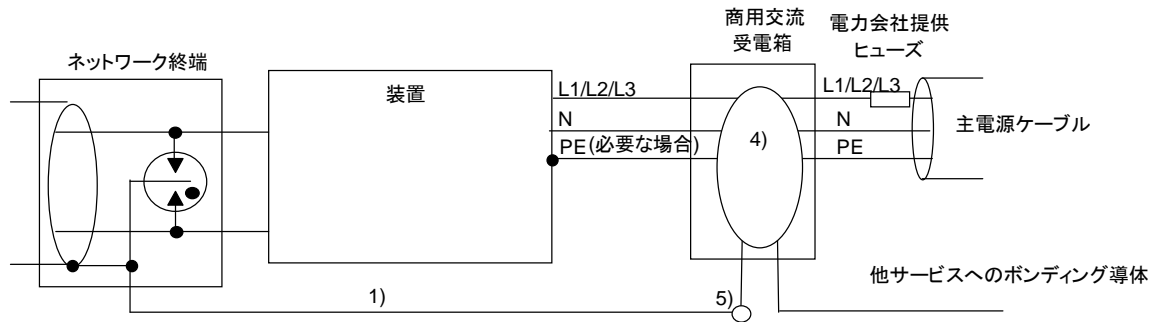 商用交流
受電箱
電力会社提供
ヒューズ
ネットワーク終端
装置
L1/L2/L3
L1/L2/L3
N
N
主電源ケーブル
PE(必要な場合)
4)
PE
他サービスへのボンディング導体
1)
5)